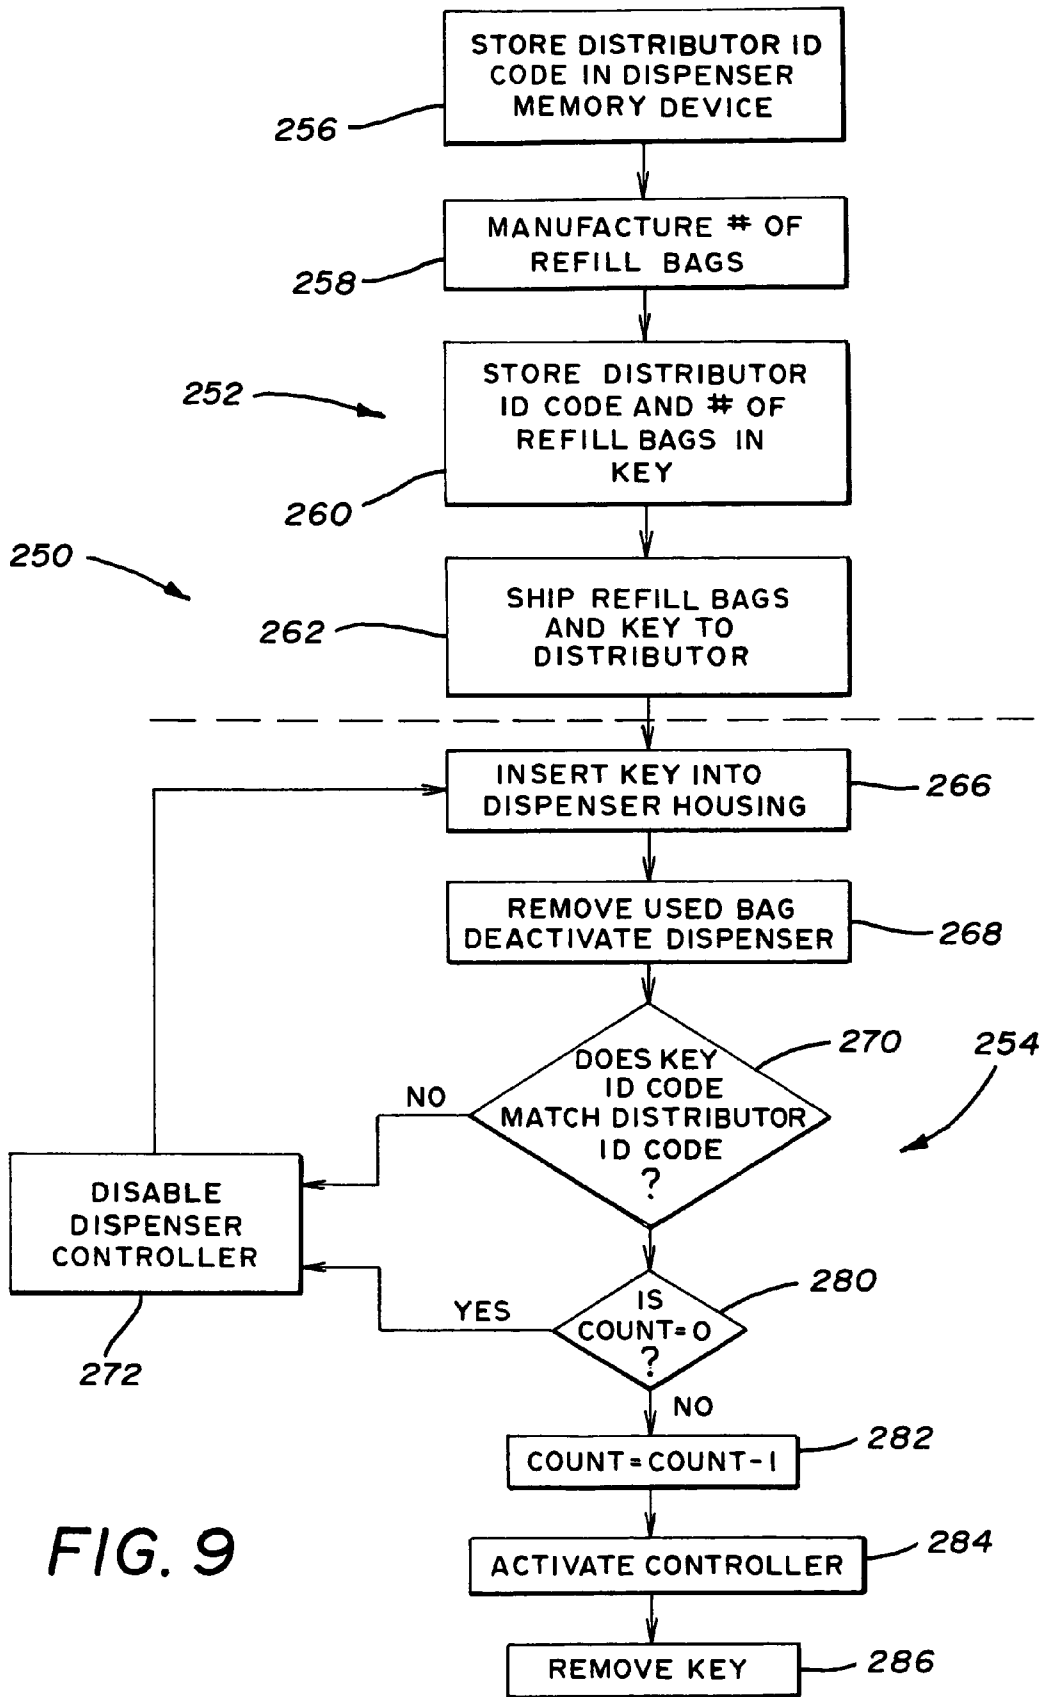 STORE DISTRIBUTOR ID
CODE IN DISPENSER
MEMORY DEVICE
256
MANUFACTURE # OF
REFILL BAGS
258
STORE DISTRIBUTOR
ID CODE AND # OF
REFILL BAGS IN
KEY
252
260
250
SHIP REFILL BAGS
AND KEY TO
DISTRIBUTOR
262
INSERT KEY INTO
DISPENSER HOUSING
266
REMOVE USED BAG
DEACTIVATE DISPENSER
268
DOES KEY
ID CODE
MATCH DISTRIBUTOR
ID CODE
?
270
254
NO
DISABLE
DISPENSER
CONTROLLER
272
YES
IS
COUNT=0
?
280
NO
COUNT=COUNT-1
282
ACTIVATE CONTROLLER
284
REMOVE KEY
286
FIG. 9